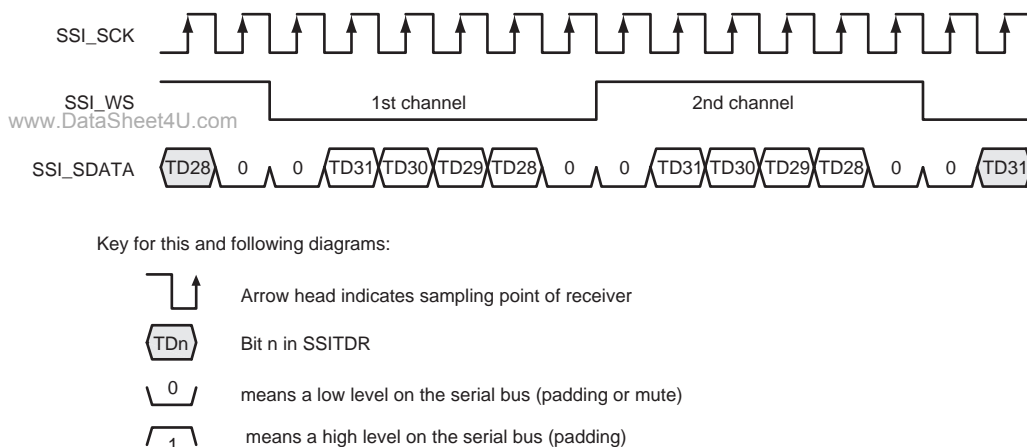 SSI_SCK
SSI_WS 1st channel 2nd channel
www.DataSheet4U.com
SSI_SDATA TD28 0 0 TD31 TD30 TD29 TD28 0 0 TD31 TD30 TD29 TD28 0 0 TD31
Key for this and following diagrams:
Arrow head indicates sampling point of receiver
TDn Bit n in SSITDR
0 means a low level on the serial bus (padding or mute)
1 means a high level on the serial bus (padding)